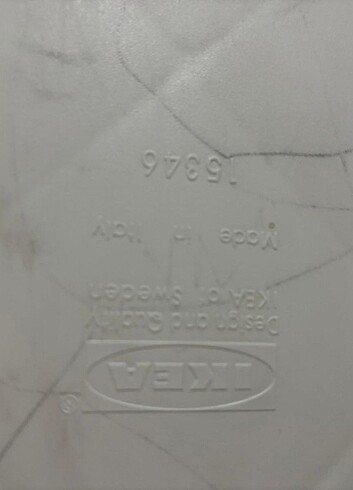 IKEA®
Design and Quality
IKEA of Sweden
Made in Italy
15346